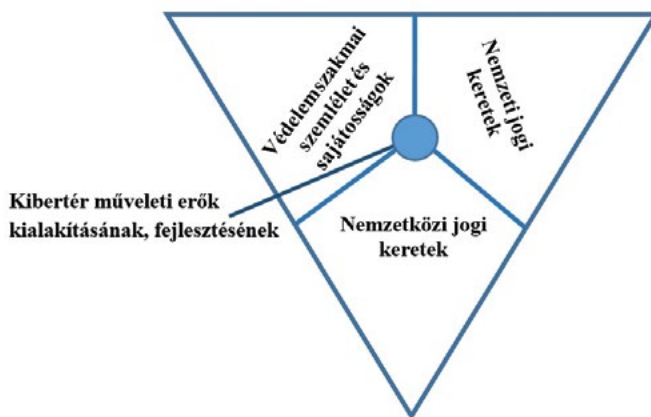 Védelemszakmai
szemlélet és
sajátosságok
Nemzeti jogi
keretek
Kibertér műveleti erők
kialakításának, fejlesztésének
Nemzetközi jogi
keretek